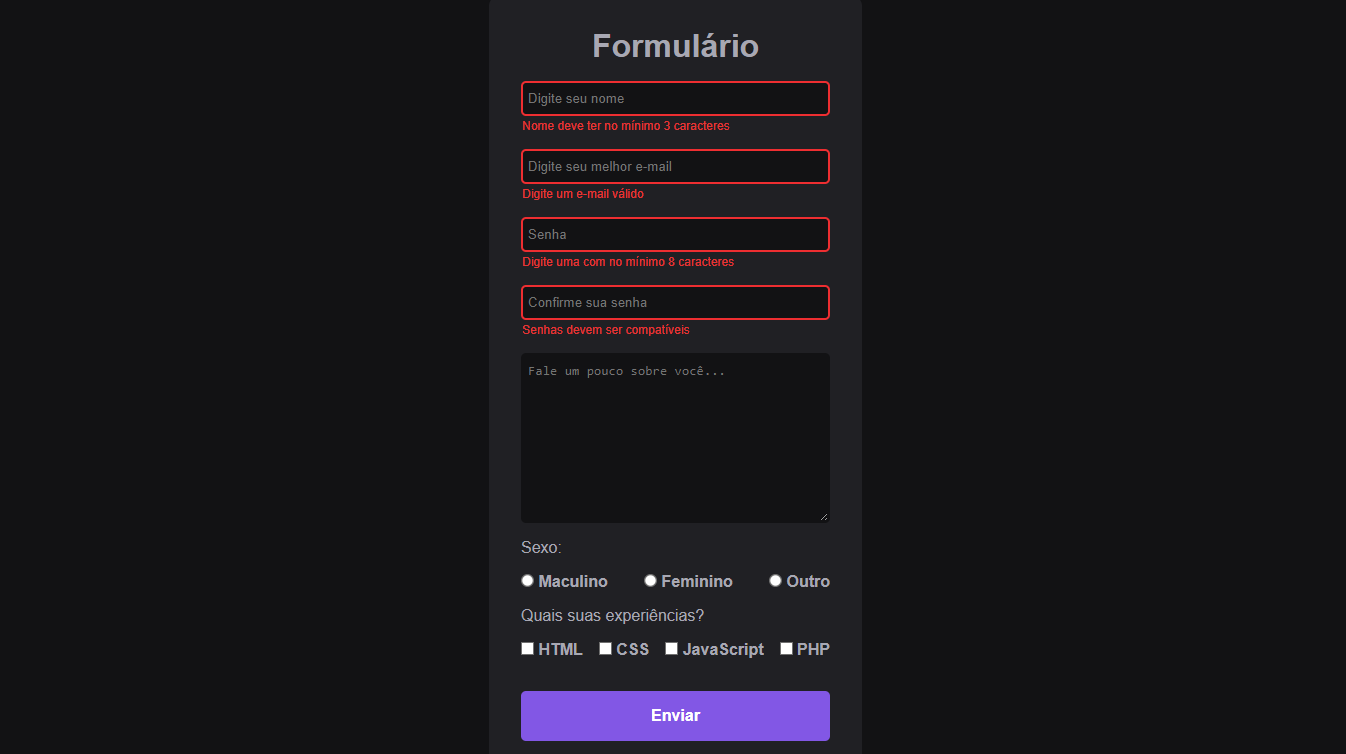 Formulário
Digite seu nome
Nome deve ter no mínimo 3 caracteres
Digite seu melhor e-mail
Digite um e-mail válido
Senha
Digite uma com no mínimo 8 caracteres
Confirme sua senha
Senhas devem ser compatíveis
Fale um pouco sobre você...
Sexo:
Maculino Feminino Outro
Quais suas experiências?
HTML CSS JavaScript PHP
Enviar